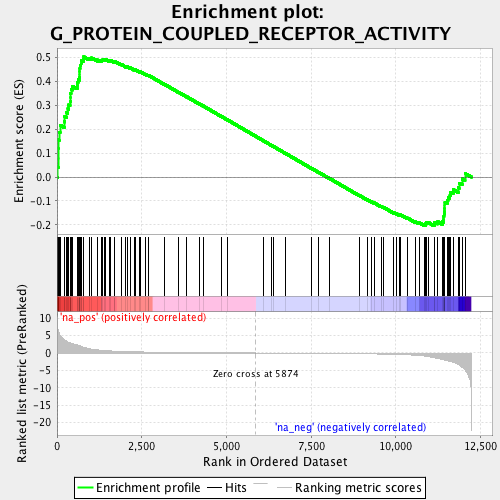 Enrichment plot:
G_PROTEIN_COUPLED_RECEPTOR_ACTIVITY
Enrichment score (ES)
0.5
0.4
0.3
0.2
0.1
0.0
-0.1
-0.2
Ranked list metric (PreRanked)
10
5
0
-5
-10
-15
-20
'na_pos' (positively correlated)
Zero cross at 5874
'na_neg' (negatively correlated)
0
2,500
5,000
7,500
10,000
12,500
Rank in Ordered Dataset
Enrichment profile
Hits
Ranking metric scores